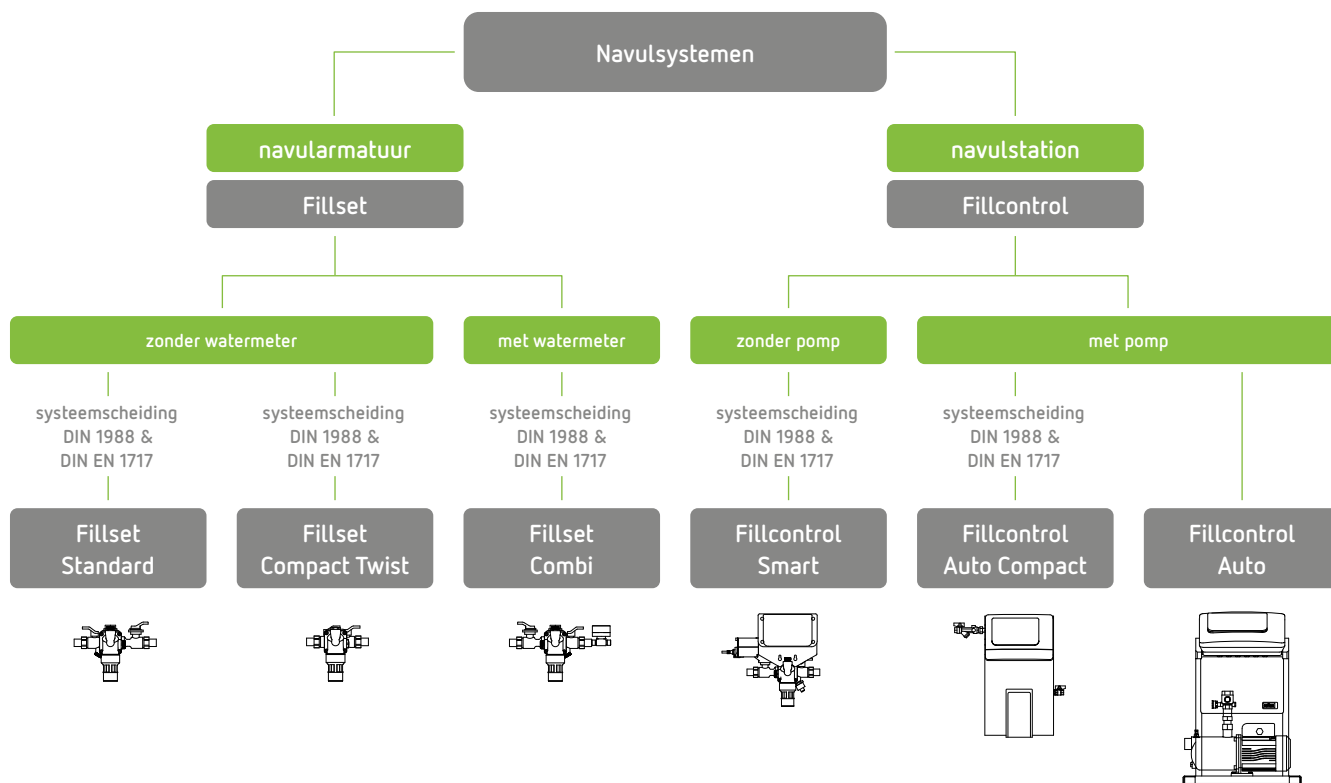 Navulsystemen
navularmatuur
navulstation
Fillset
Fillcontrol
zonder watermeter
met watermeter
zonder pomp
met pomp
systeemscheiding
DIN 1988 &
DIN EN 1717
systeemscheiding
DIN 1988 &
DIN EN 1717
systeemscheiding
DIN 1988 &
DIN EN 1717
systeemscheiding
DIN 1988 &
DIN EN 1717
systeemscheiding
DIN 1988 &
DIN EN 1717
Fillset
Standard
Fillset
Compact Twist
Fillset
Combi
Fillcontrol
Smart
Fillcontrol
Auto Compact
Fillcontrol
Auto